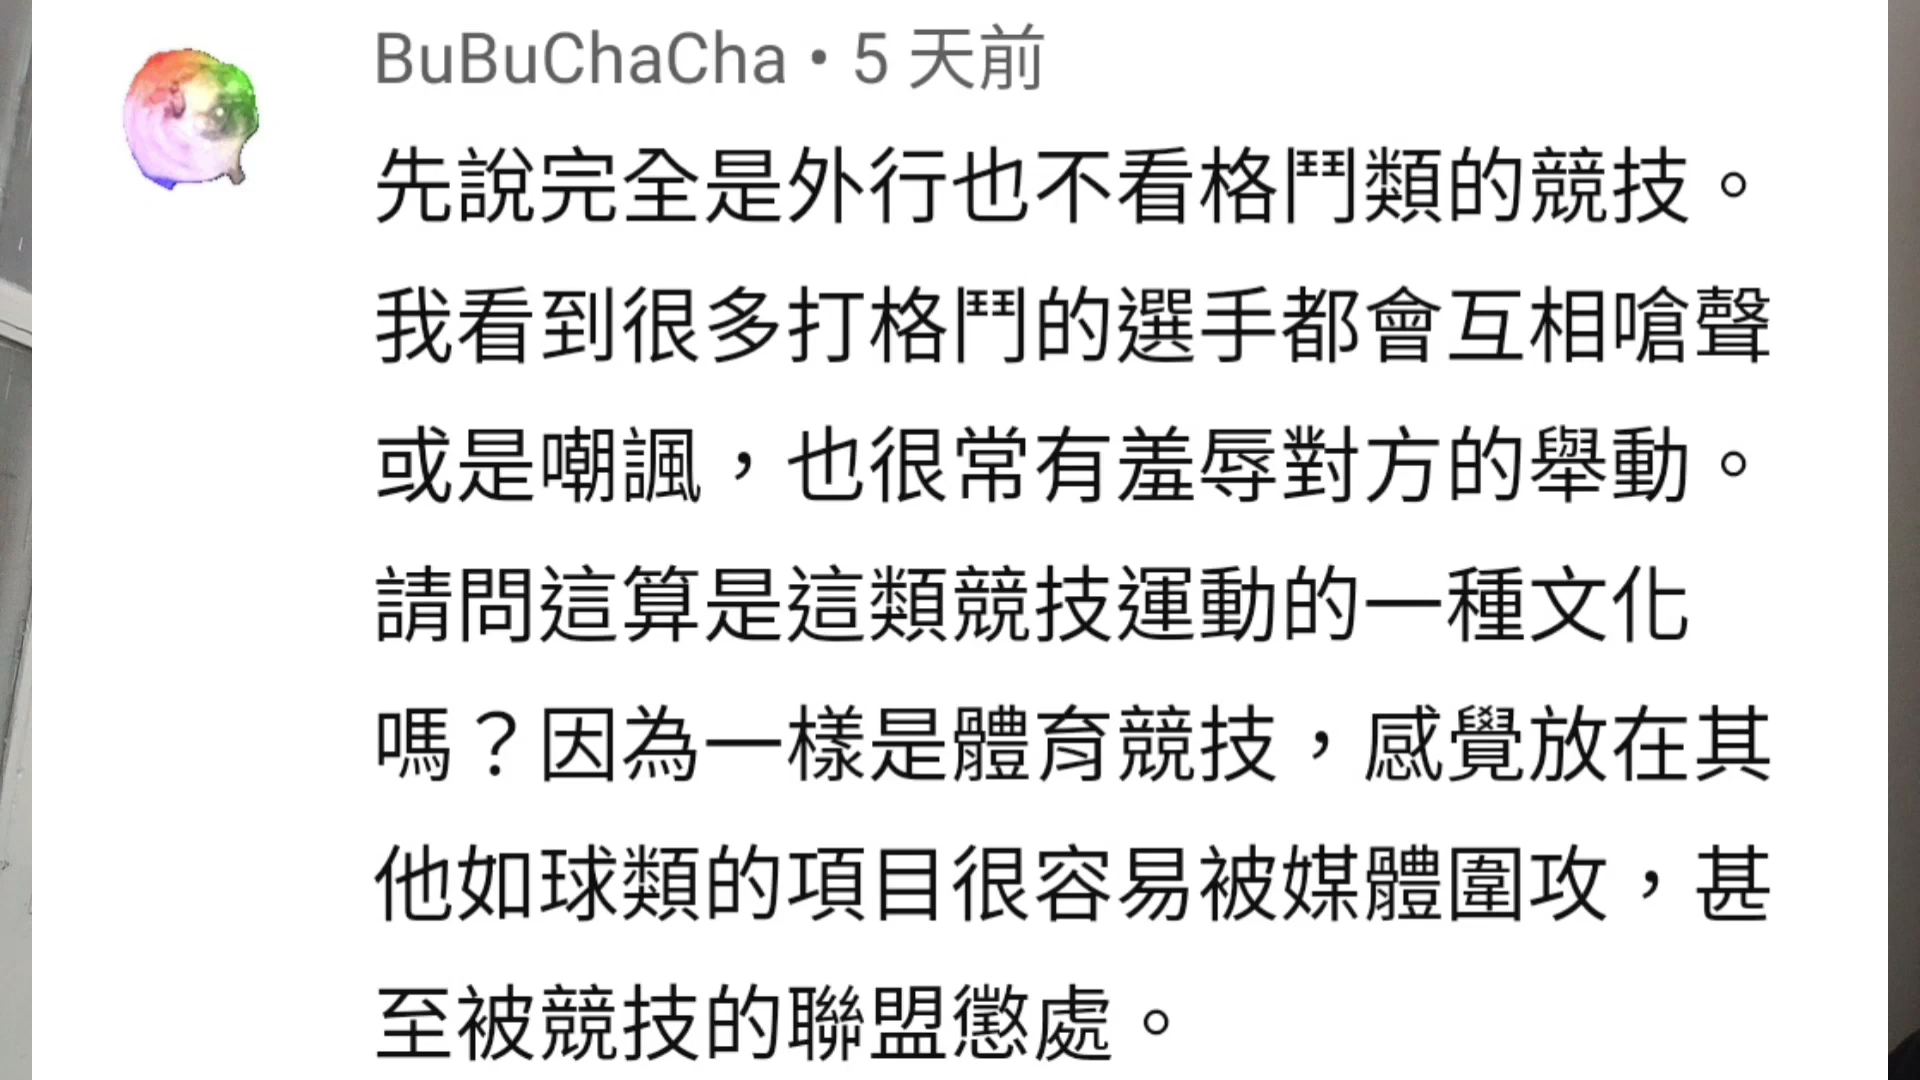 BuBuChaCha • 5 天前
先說完全是外行也不看格鬥類的競技。
我看到很多打格鬥的選手都會互相嗆聲
或是嘲諷，也很常有羞辱對方的舉動。
請問這算是這類競技運動的一種文化
嗎？因為一樣是體育競技，感覺放在其
他如球類的項目很容易被媒體圍攻，甚
至被競技的聯盟懲處。